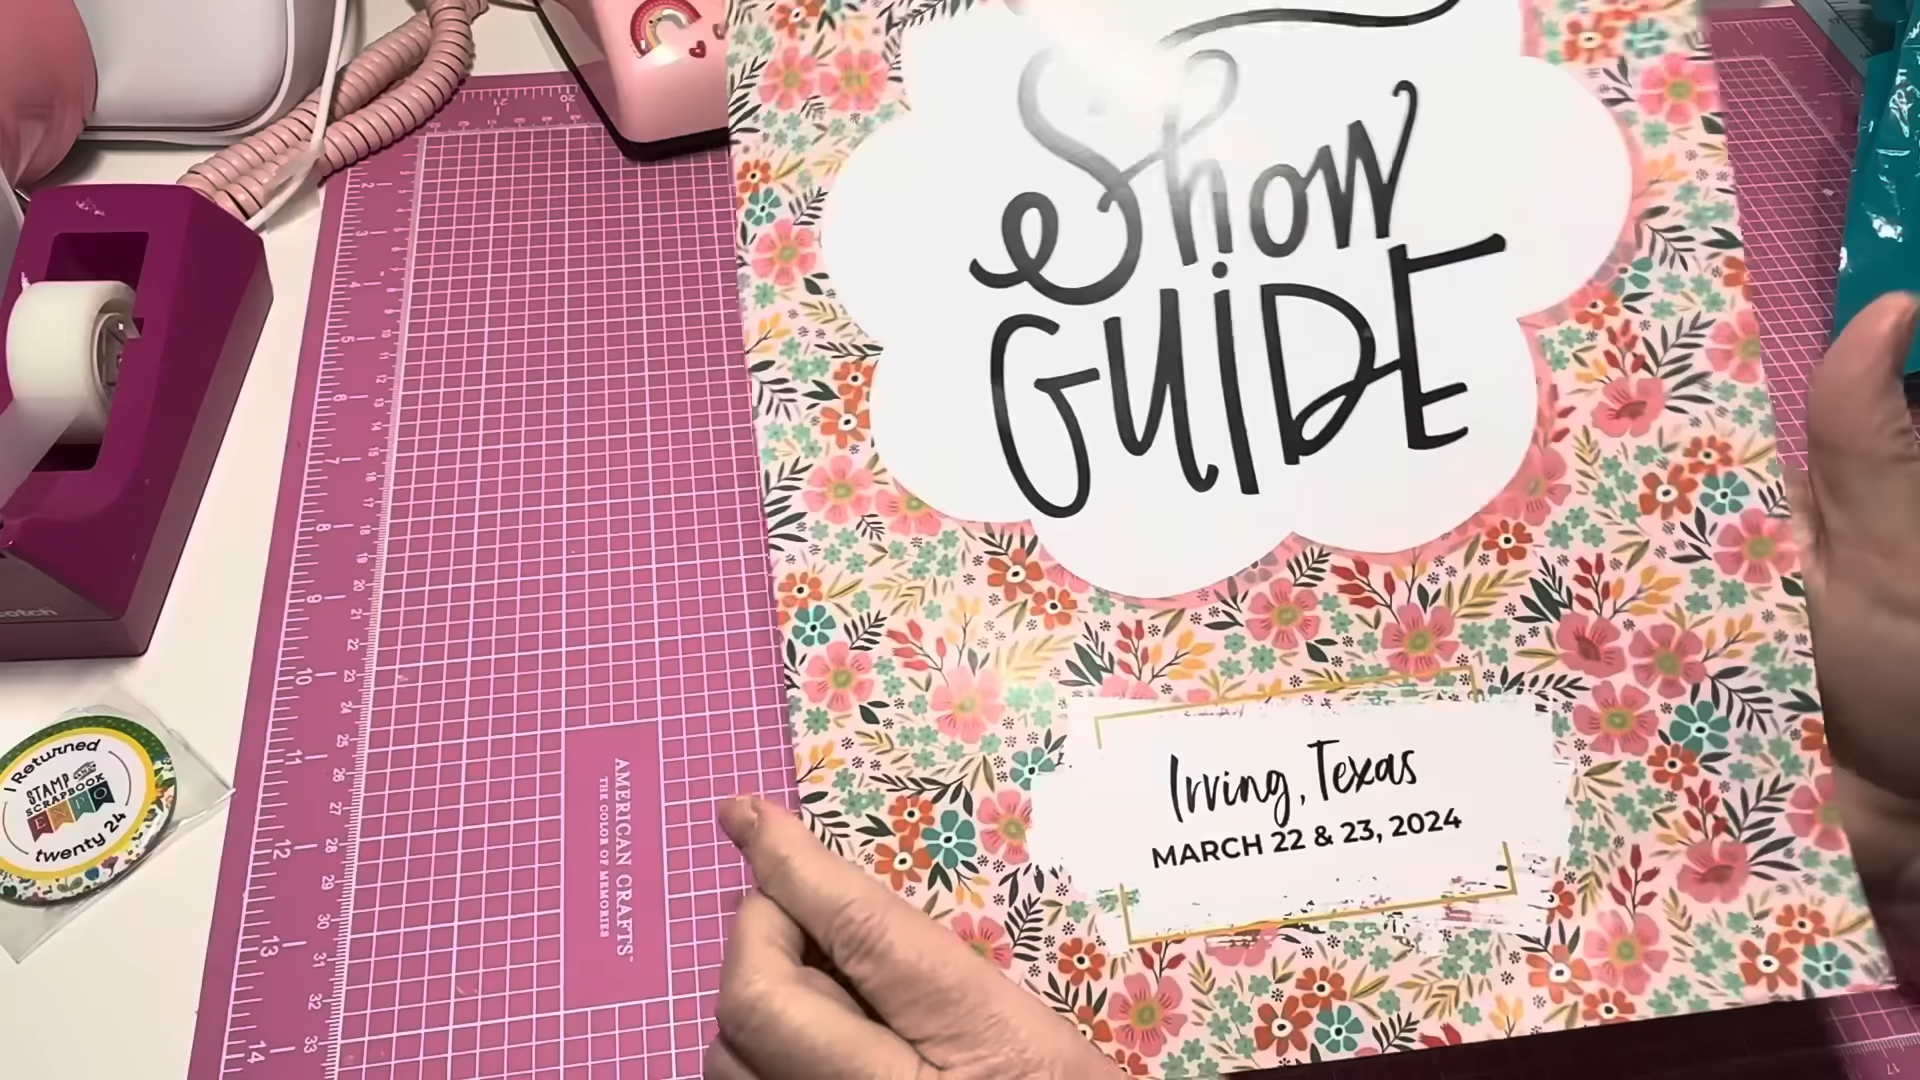 Show
GUIDE
Irving, Texas
MARCH 22 & 23, 2024
AMERICAN CRAFTS
THE COLOR OF MEMORIES
I Returned
STAMP AND
SCRAPBOOK
EXPO
twenty 24